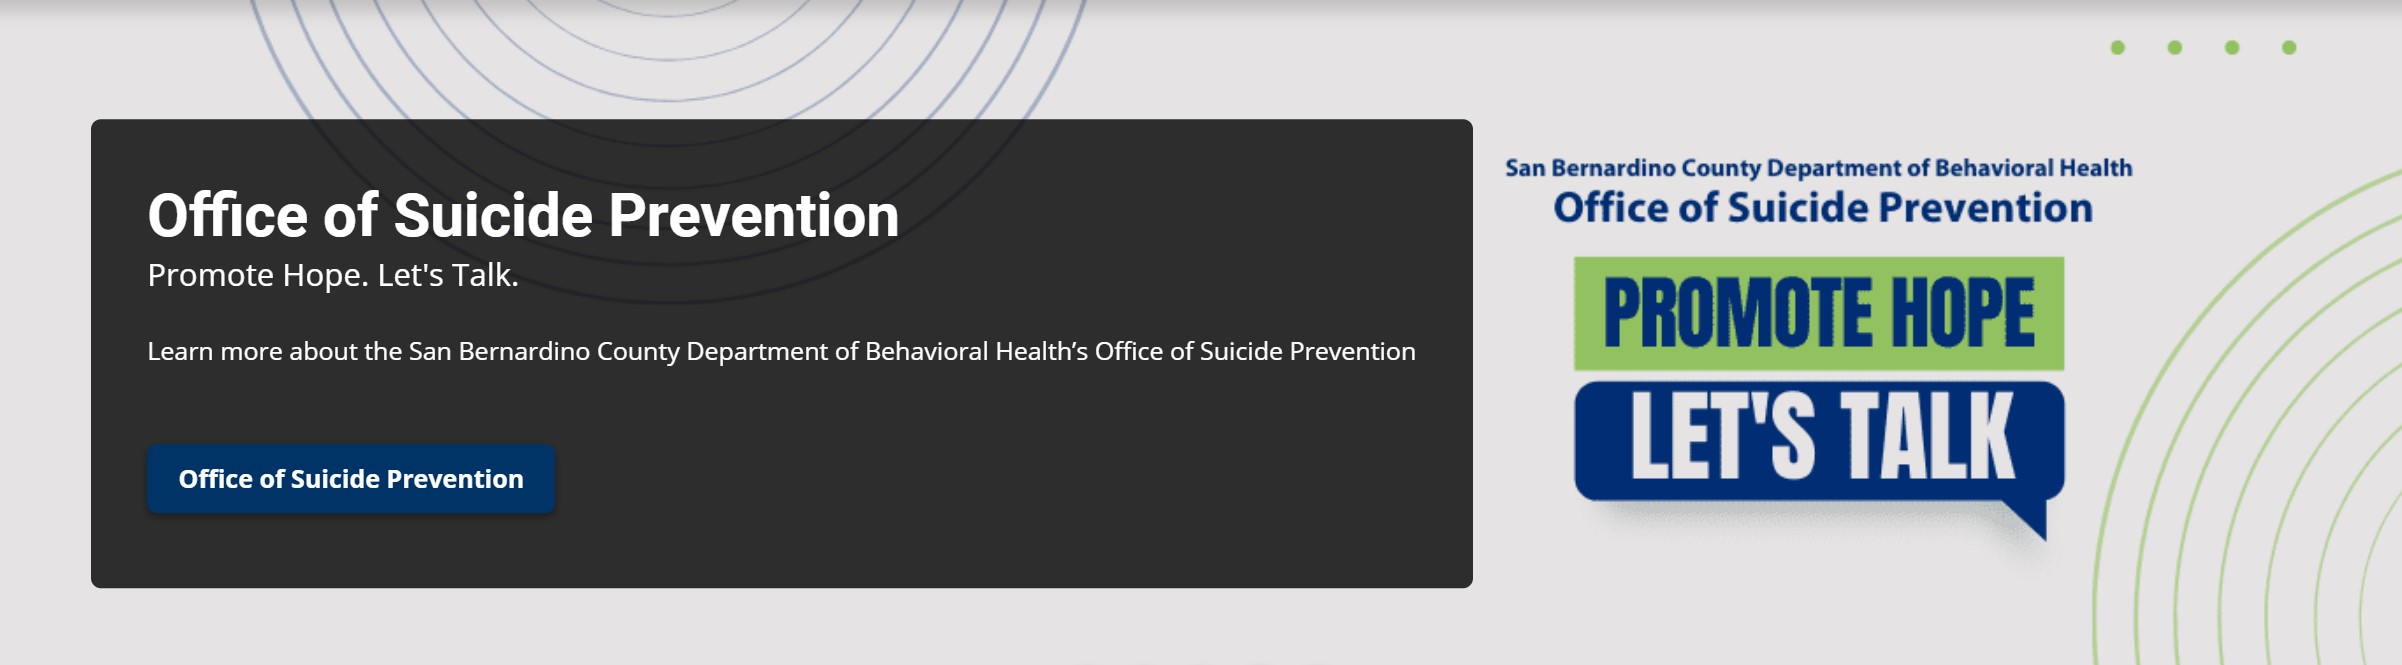 Office of Suicide Prevention
Promote Hope. Let's Talk.
Learn more about the San Bernardino County Department of Behavioral Health’s Office of Suicide Prevention
Office of Suicide Prevention
San Bernardino County Department of Behavioral Health
Office of Suicide Prevention
PROMOTE HOPE
LET'S TALK